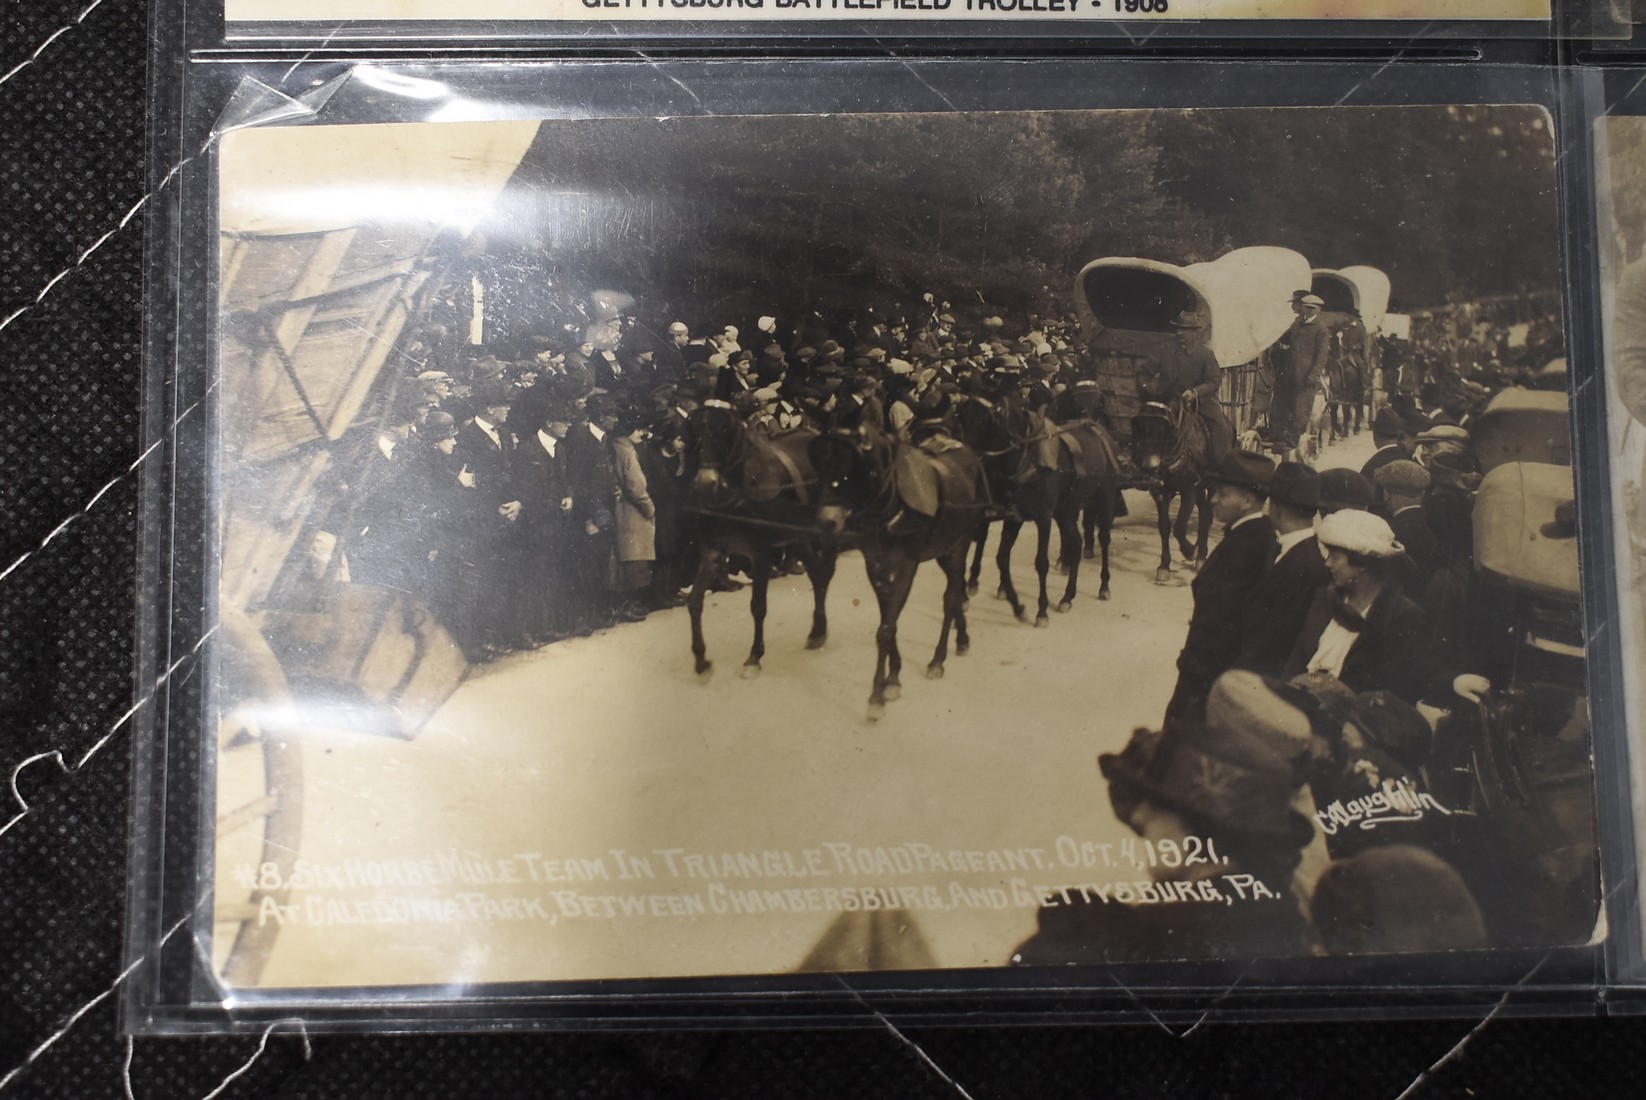 GETTYSBURG BATTLEFIELD TROLLEY - 1908
#8, SIX HORSE MULE TEAM IN TRIANGLE ROAD PAGEANT. OCT. 4, 1921,
AT CALEDONIA PARK, BETWEEN CHAMBERSBURG, AND GETTYSBURG, PA.
C. A. Laughlin